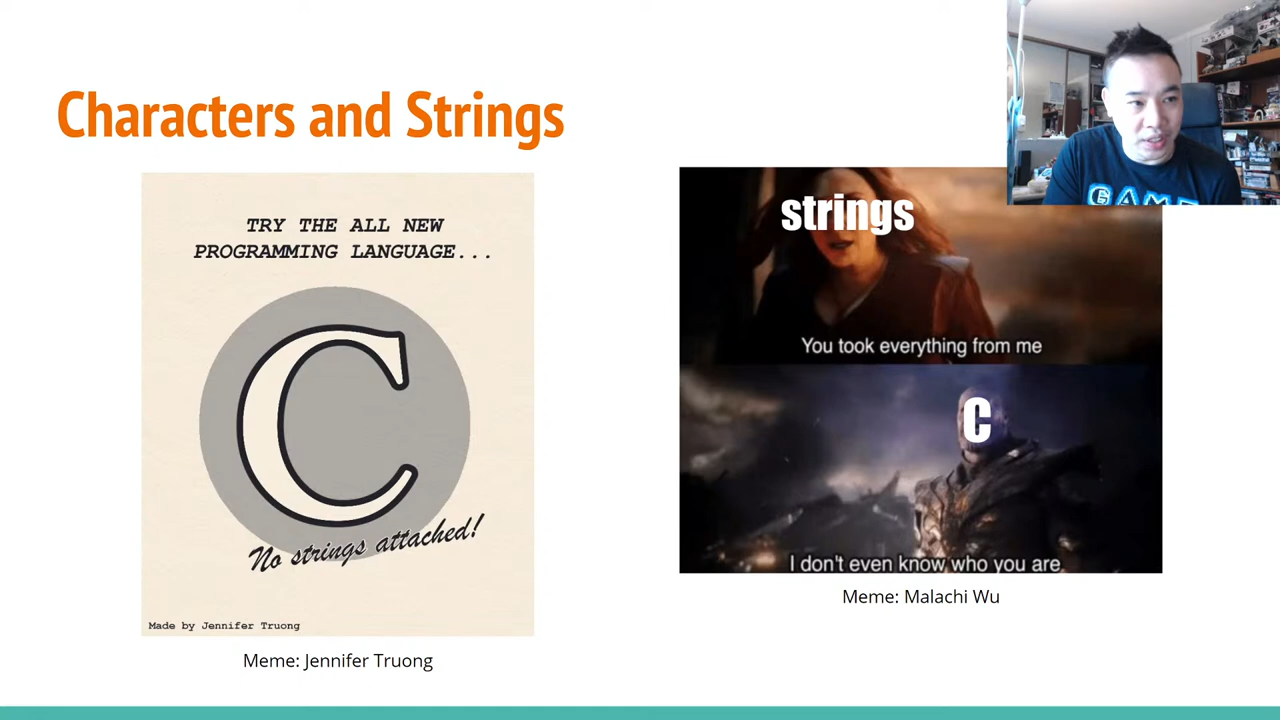 Characters and Strings
TRY THE ALL NEW
PROGRAMMING LANGUAGE...
C
No strings attached!
Made by Jennifer Truong
Meme: Jennifer Truong
strings
You took everything from me
C
I don't even know who you are
Meme: Malachi Wu
GAME